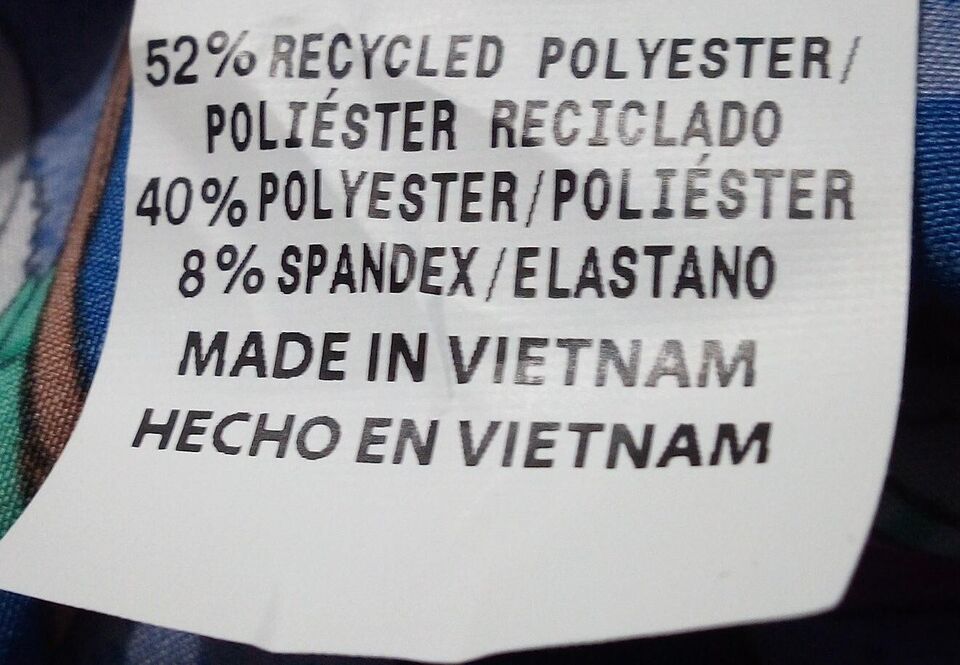 52% RECYCLED POLYESTER/
POLIÉSTER RECICLADO
40% POLYESTER/POLIÉSTER
8% SPANDEX/ELASTANO
MADE IN VIETNAM
HECHO EN VIETNAM